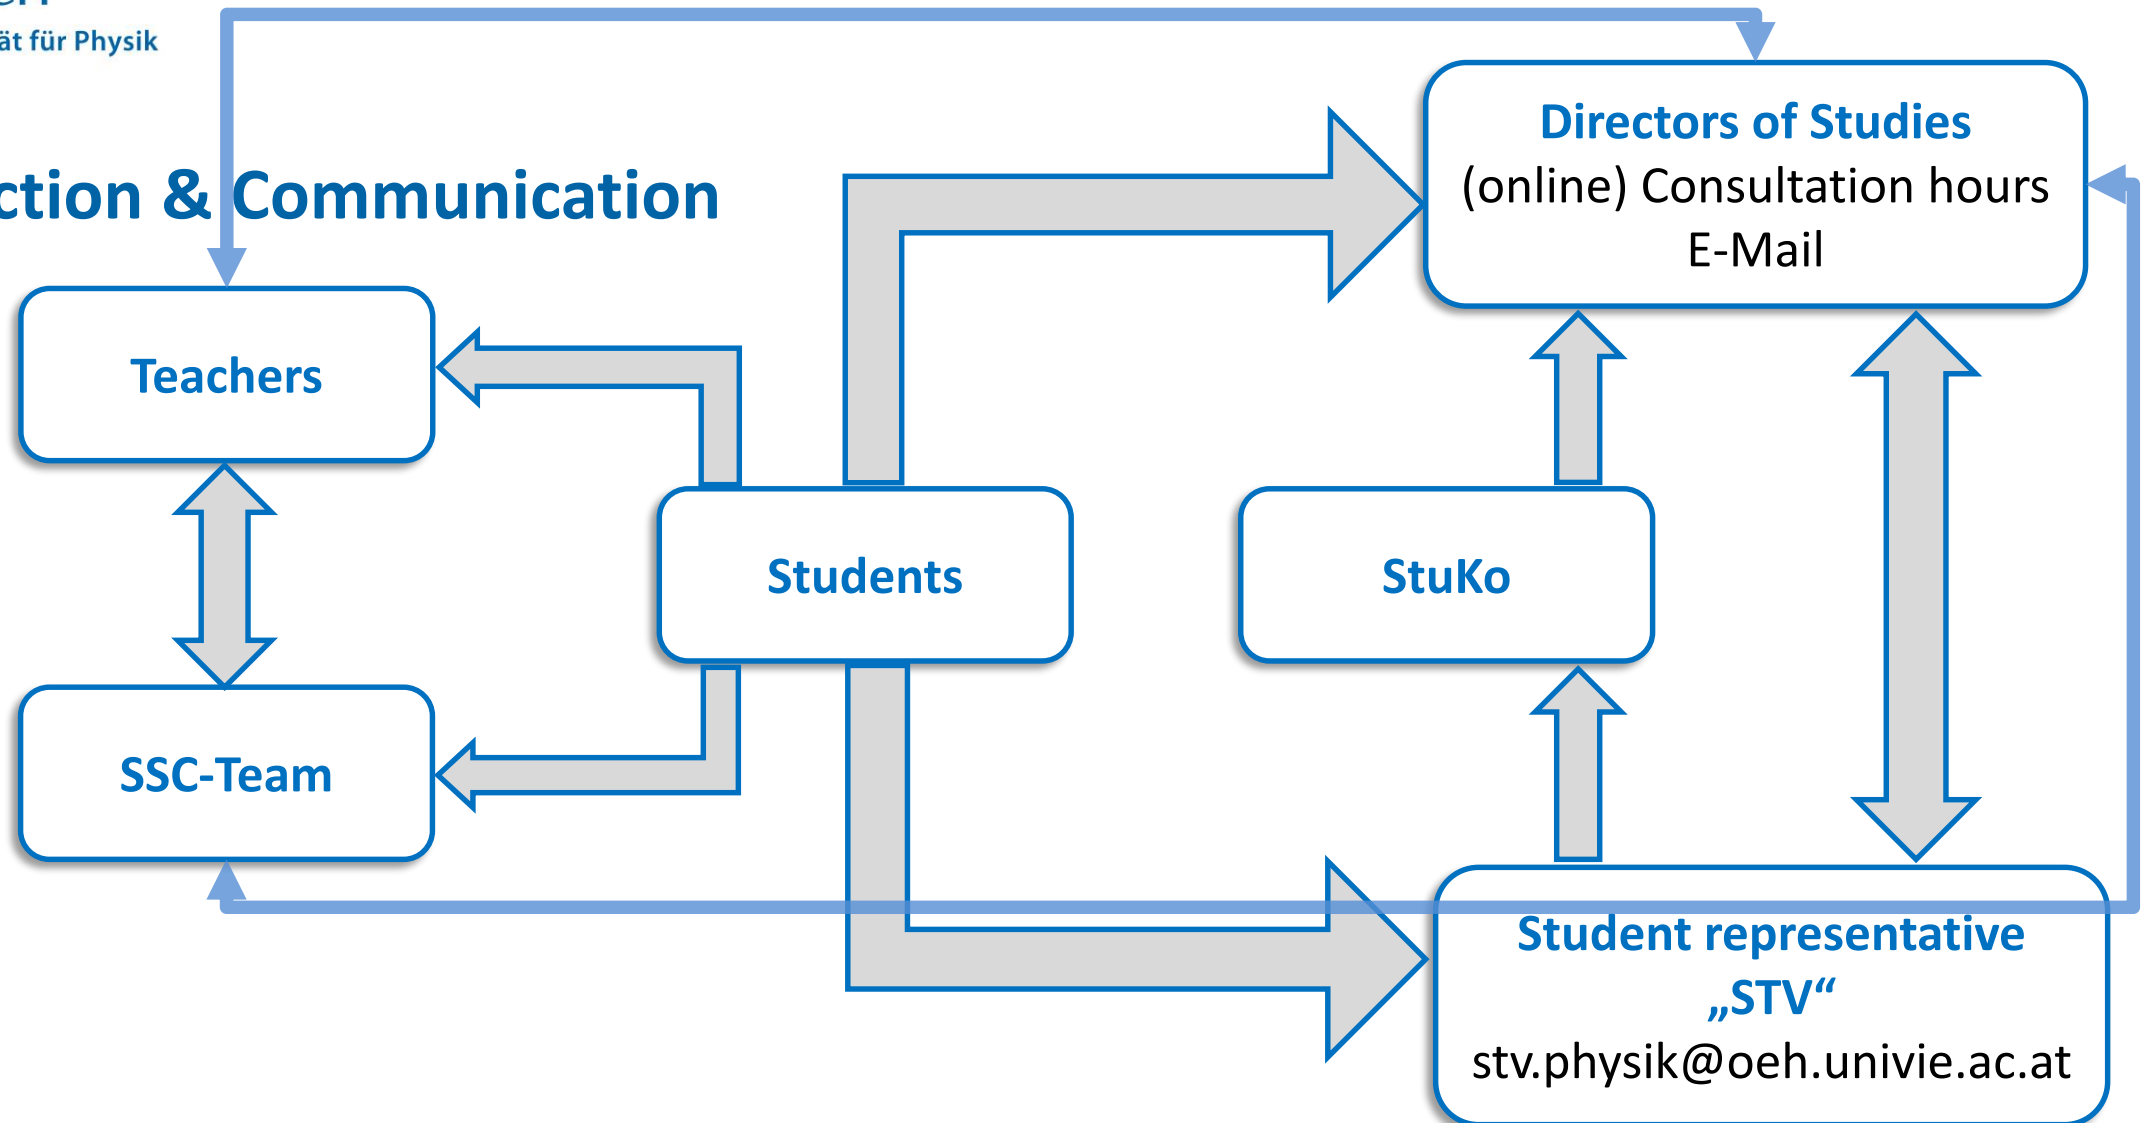 ät für Physik
ction & Communication
Directors of Studies
(online) Consultation hours
E-Mail
Teachers
Students
StuKo
SSC-Team
Student representative
„STV“
stv.physik@oeh.univie.ac.at